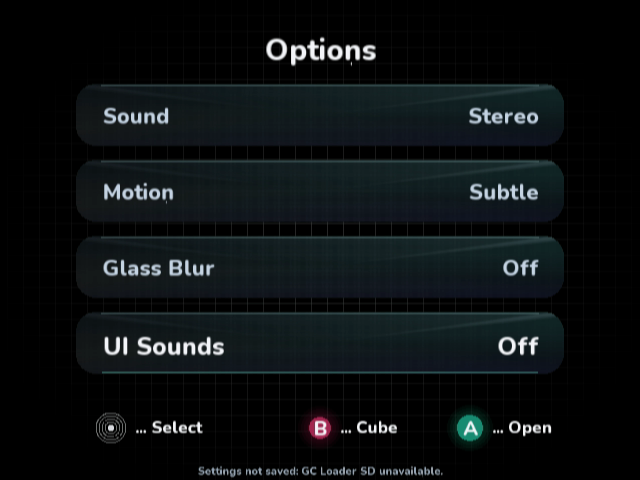 Options
Sound Stereo
Motion Subtle
Glass Blur Off
UI Sounds Off
... Select B ... Cube A ... Open
Settings not saved: GC Loader SD unavailable.